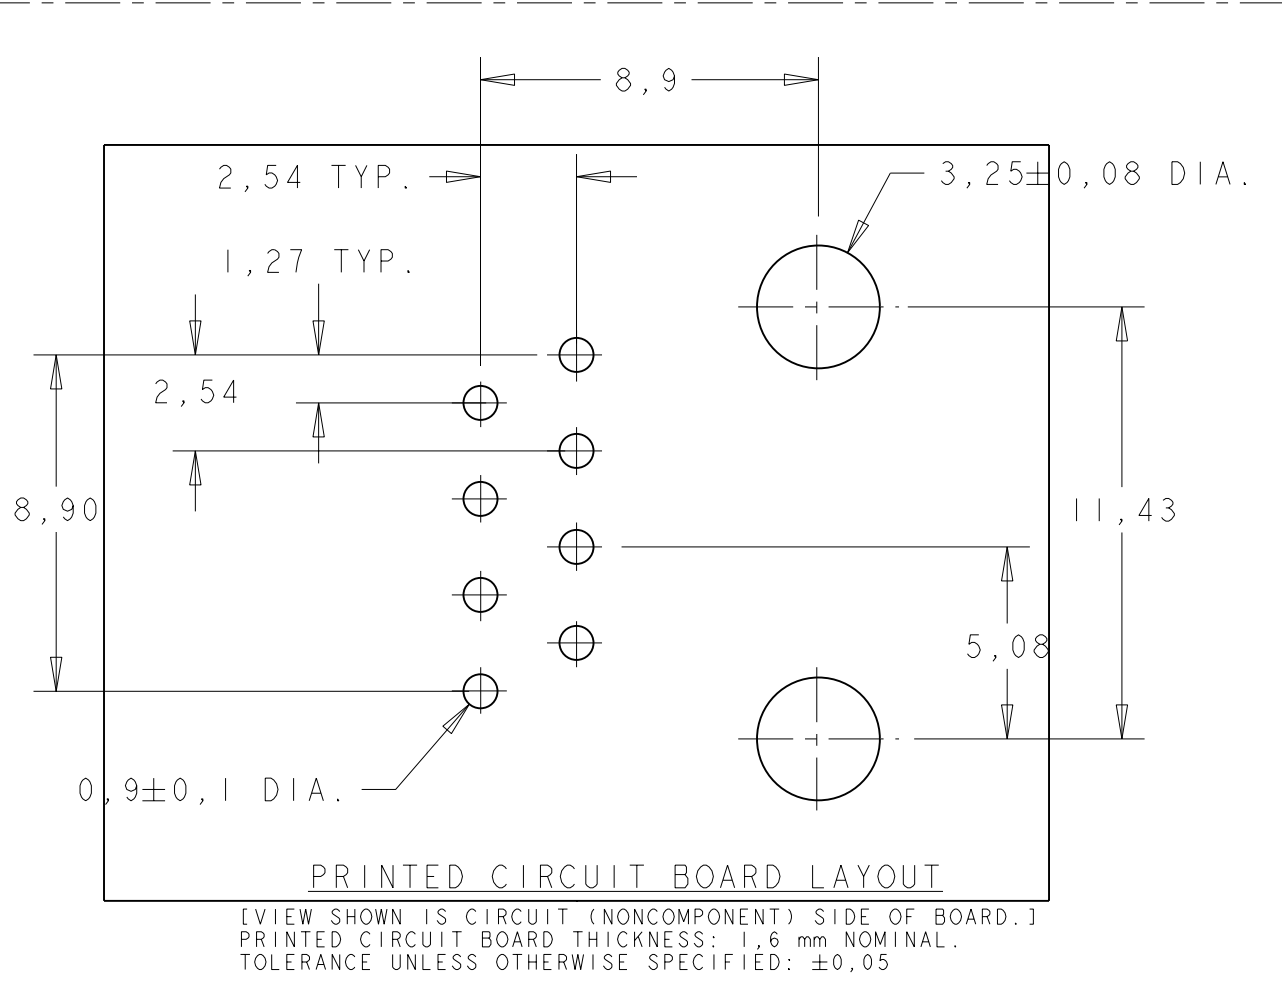 8,9
2,54 TYP.
3,25±0,08 DIA.
1,27 TYP.
2,54
8,90
11,43
5,08
0,9±0,1 DIA.
PRINTED CIRCUIT BOARD LAYOUT
[VIEW SHOWN IS CIRCUIT (NONCOMPONENT) SIDE OF BOARD.]
PRINTED CIRCUIT BOARD THICKNESS: 1,6 mm NOMINAL.
TOLERANCE UNLESS OTHERWISE SPECIFIED: ±0,05